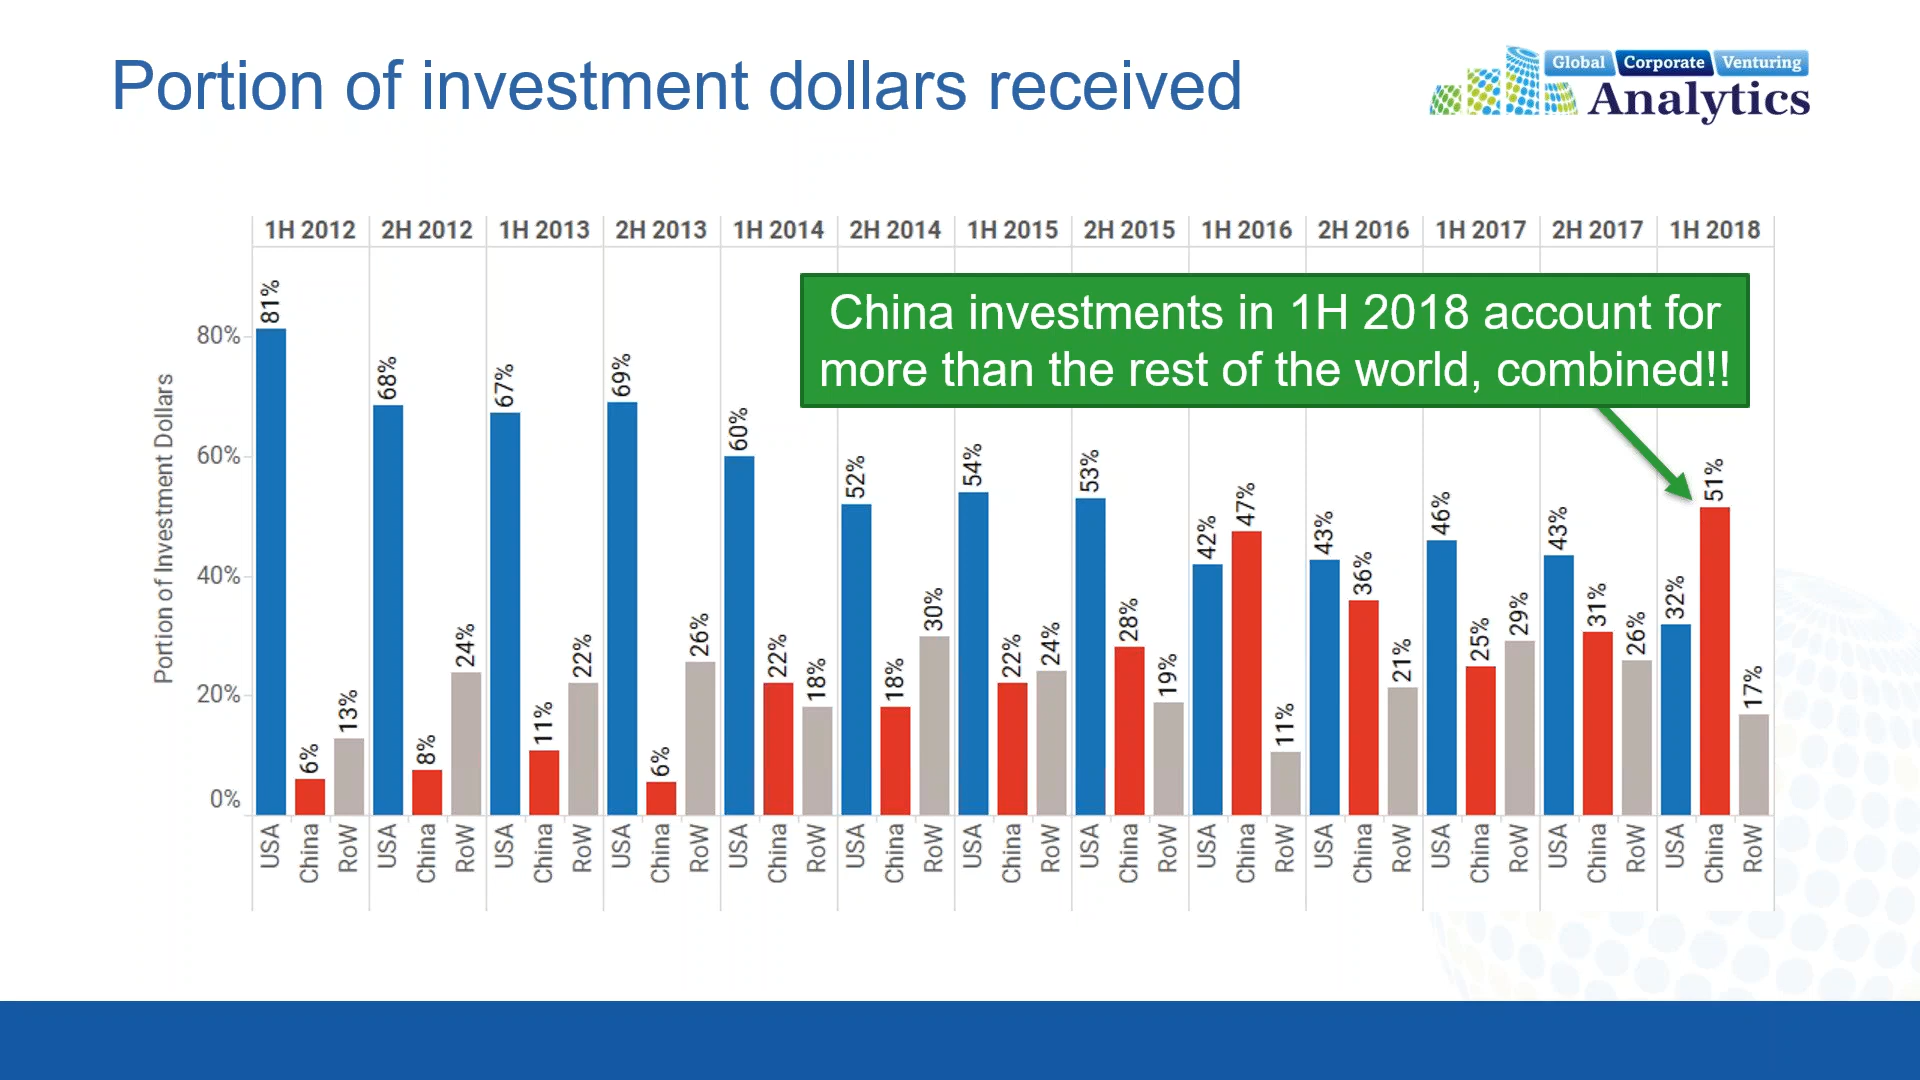 Portion of investment dollars received
Global Corporate Venturing
Analytics
1H 2012 2H 2012 1H 2013 2H 2013 1H 2014 2H 2014 1H 2015 2H 2015 1H 2016 2H 2016 1H 2017 2H 2017 1H 2018
China investments in 1H 2018 account for
more than the rest of the world, combined!!
Portion of Investment Dollars
80%
60%
40%
20%
0%
81% 6% 13% 68% 8% 24% 67% 11% 22% 69% 6% 26% 60% 22% 18% 52% 18% 30% 54% 22% 24% 53% 28% 19% 42% 47% 11% 43% 36% 21% 46% 25% 29% 43% 31% 26% 32% 51% 17%
USA China RoW USA China RoW USA China RoW USA China RoW USA China RoW USA China RoW USA China RoW USA China RoW USA China RoW USA China RoW USA China RoW USA China RoW USA China RoW